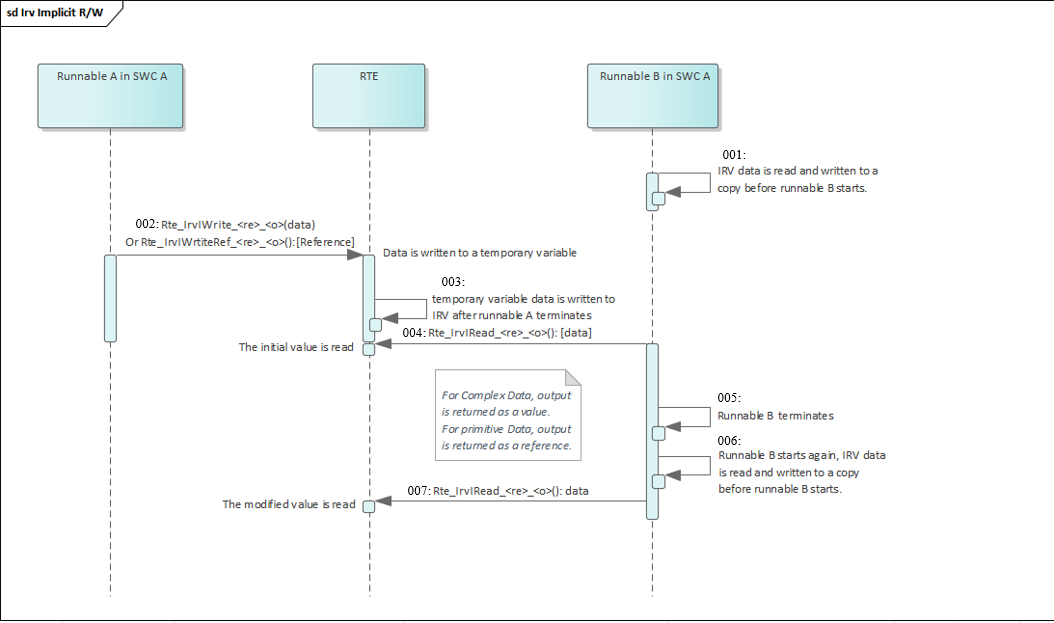 sd Irv Implicit R/W
Runnable A in SWC A
RTE
Runnable B in SWC A
001:
IRV data is read and written to a
copy before runnable B starts.
002: Rte_IrvIWrite_<re>_<o>(data)
Or Rte_IrvIWrtiteRef_<re>_<o>():[Reference]
Data is written to a temporary variable
003:
temporary variable data is written to
IRV after runnable A terminates
004: Rte_IrvIRead_<re>_<o>(): [data]
The initial value is read
For Complex Data, output
is returned as a value.
For primitive Data, output
is returned as a reference.
005:
Runnable B terminates
006:
Runnable B starts again, IRV data
is read and written to a copy
before runnable B starts.
007: Rte_IrvIRead_<re>_<o>(): data
The modified value is read